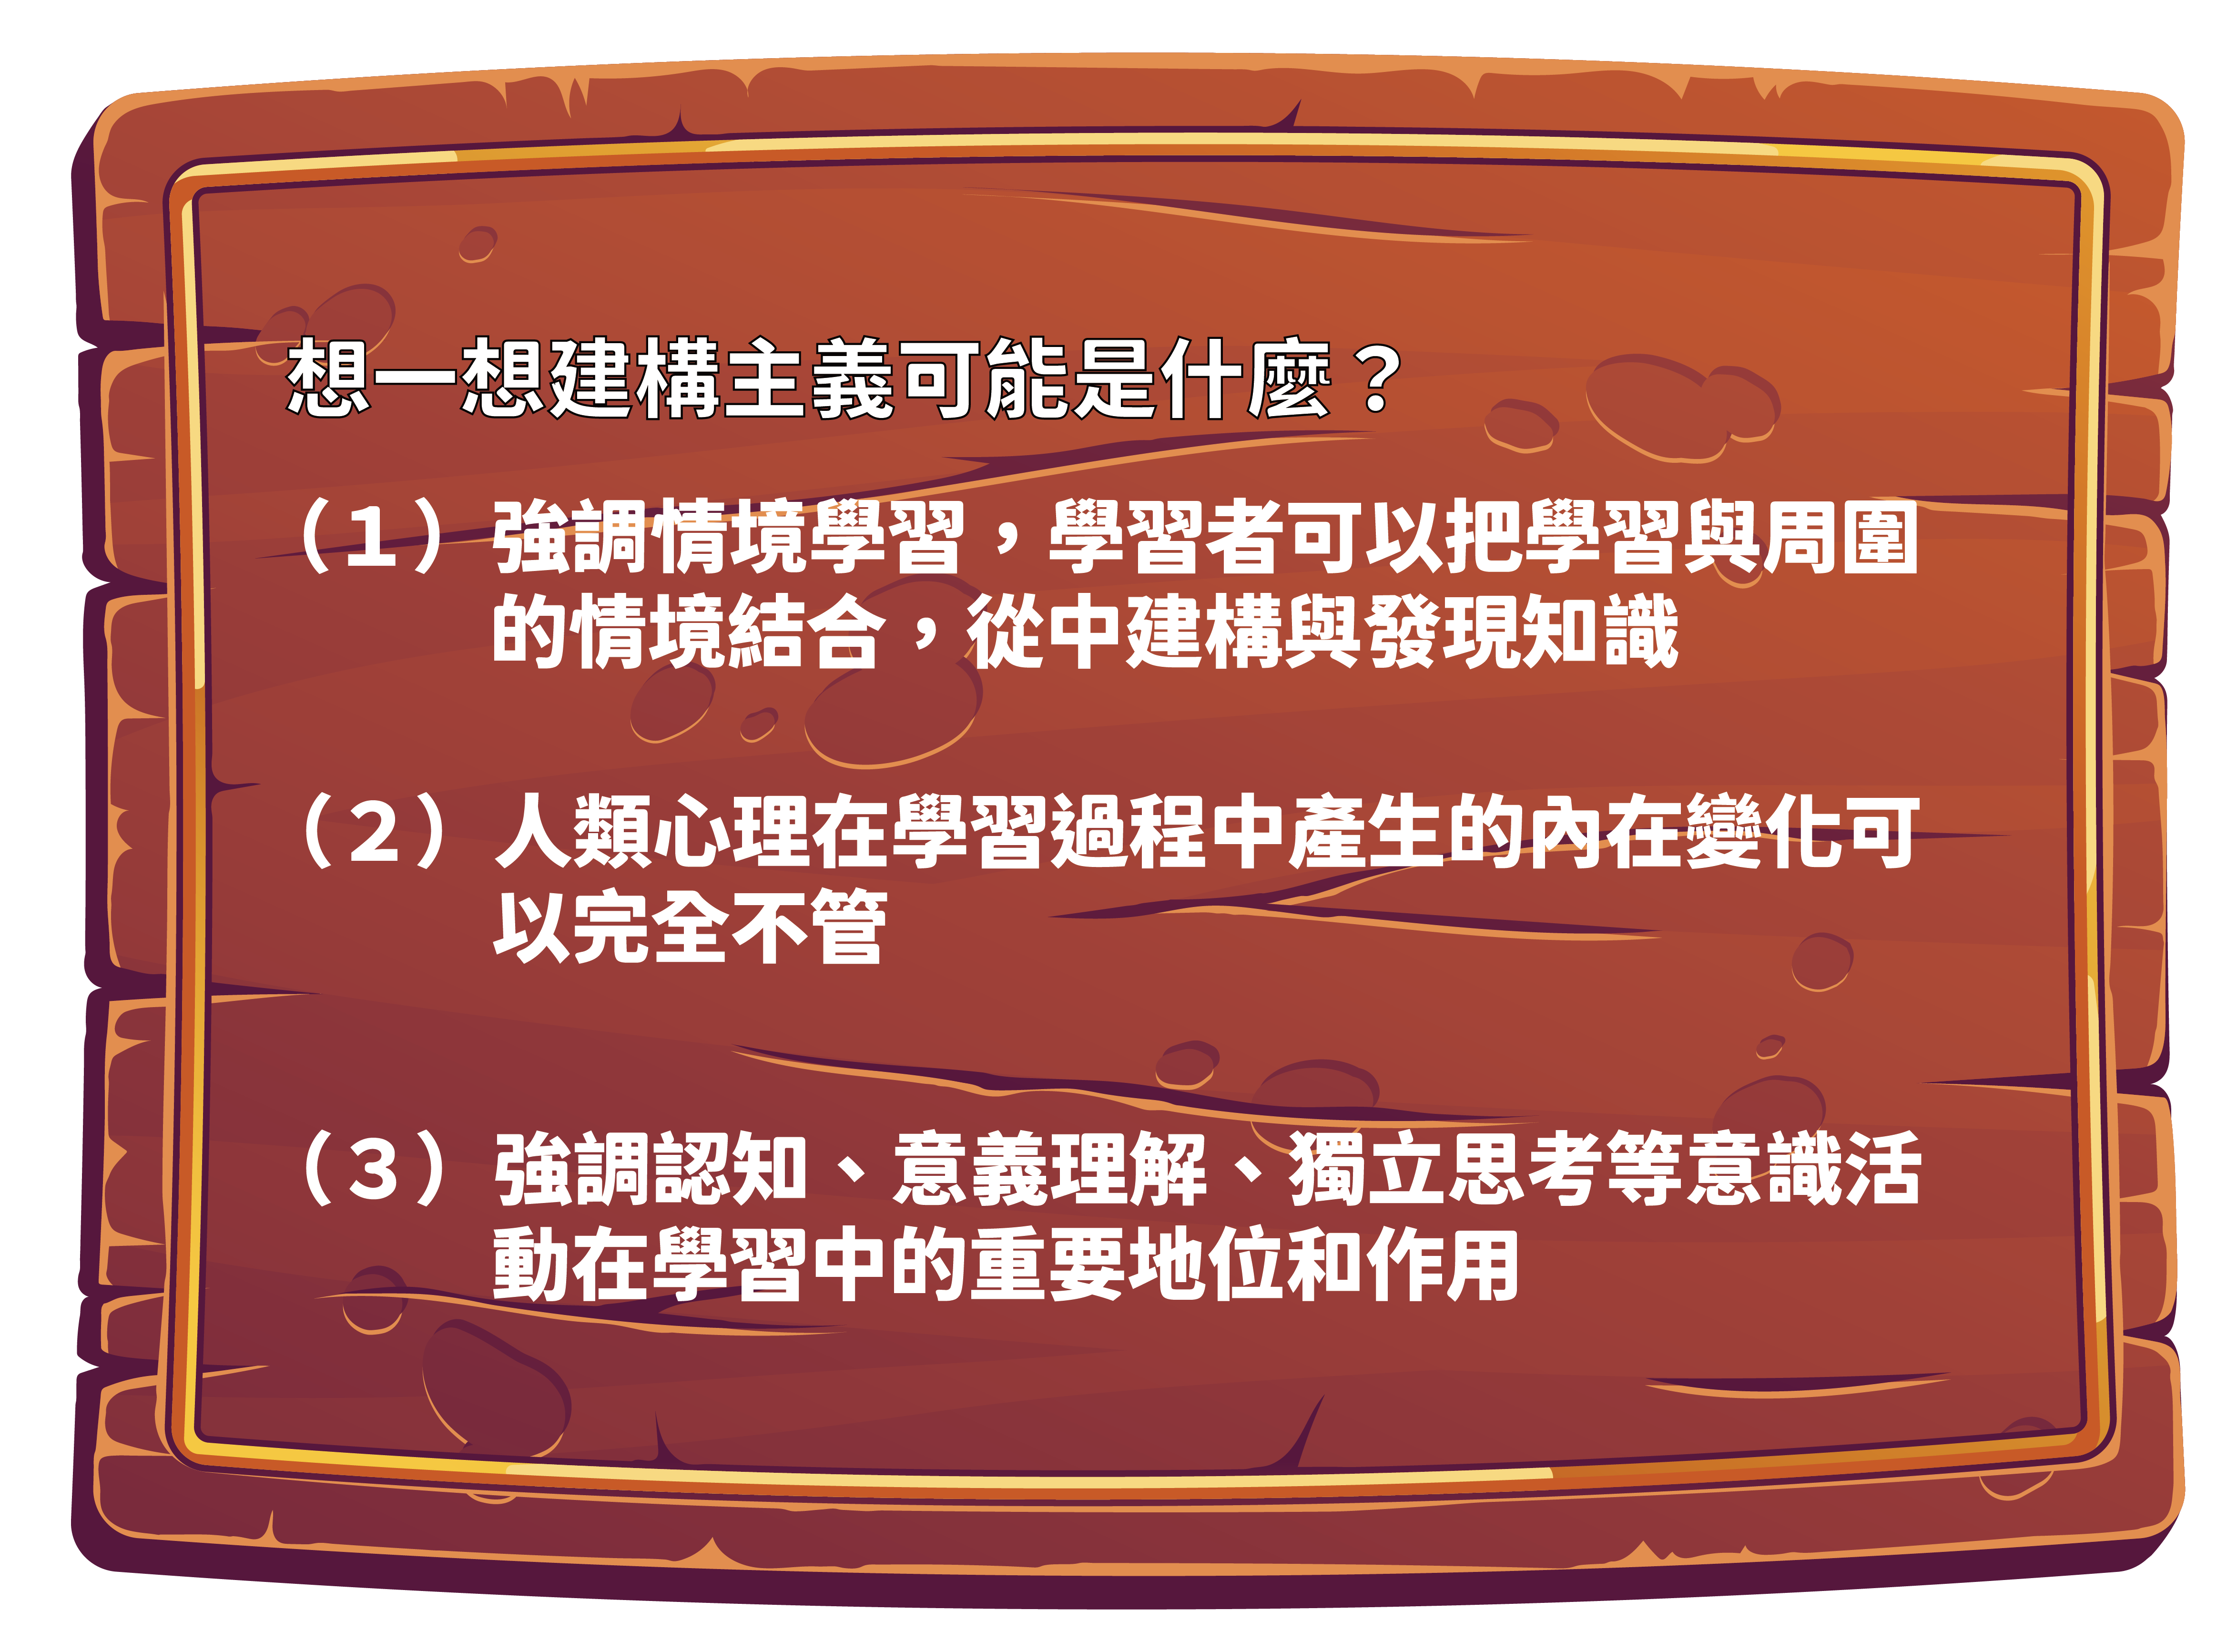 想一想建構主義可能是什麼？
（1）強調情境學習，學習者可以把學習與周圍
的情境結合，從中建構與發現知識
（2）人類心理在學習過程中產生的內在變化可
以完全不管
（3）強調認知、意義理解、獨立思考等意識活
動在學習中的重要地位和作用